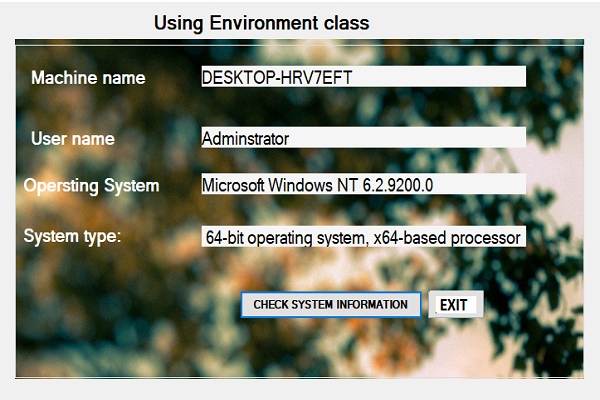 Using Environment class
Machine name DESKTOP-HRV7EFT
User name Adminstrator
Opersting System Microsoft Windows NT 6.2.9200.0
System type: 64-bit operating system, x64-based processor
CHECK SYSTEM INFORMATION EXIT